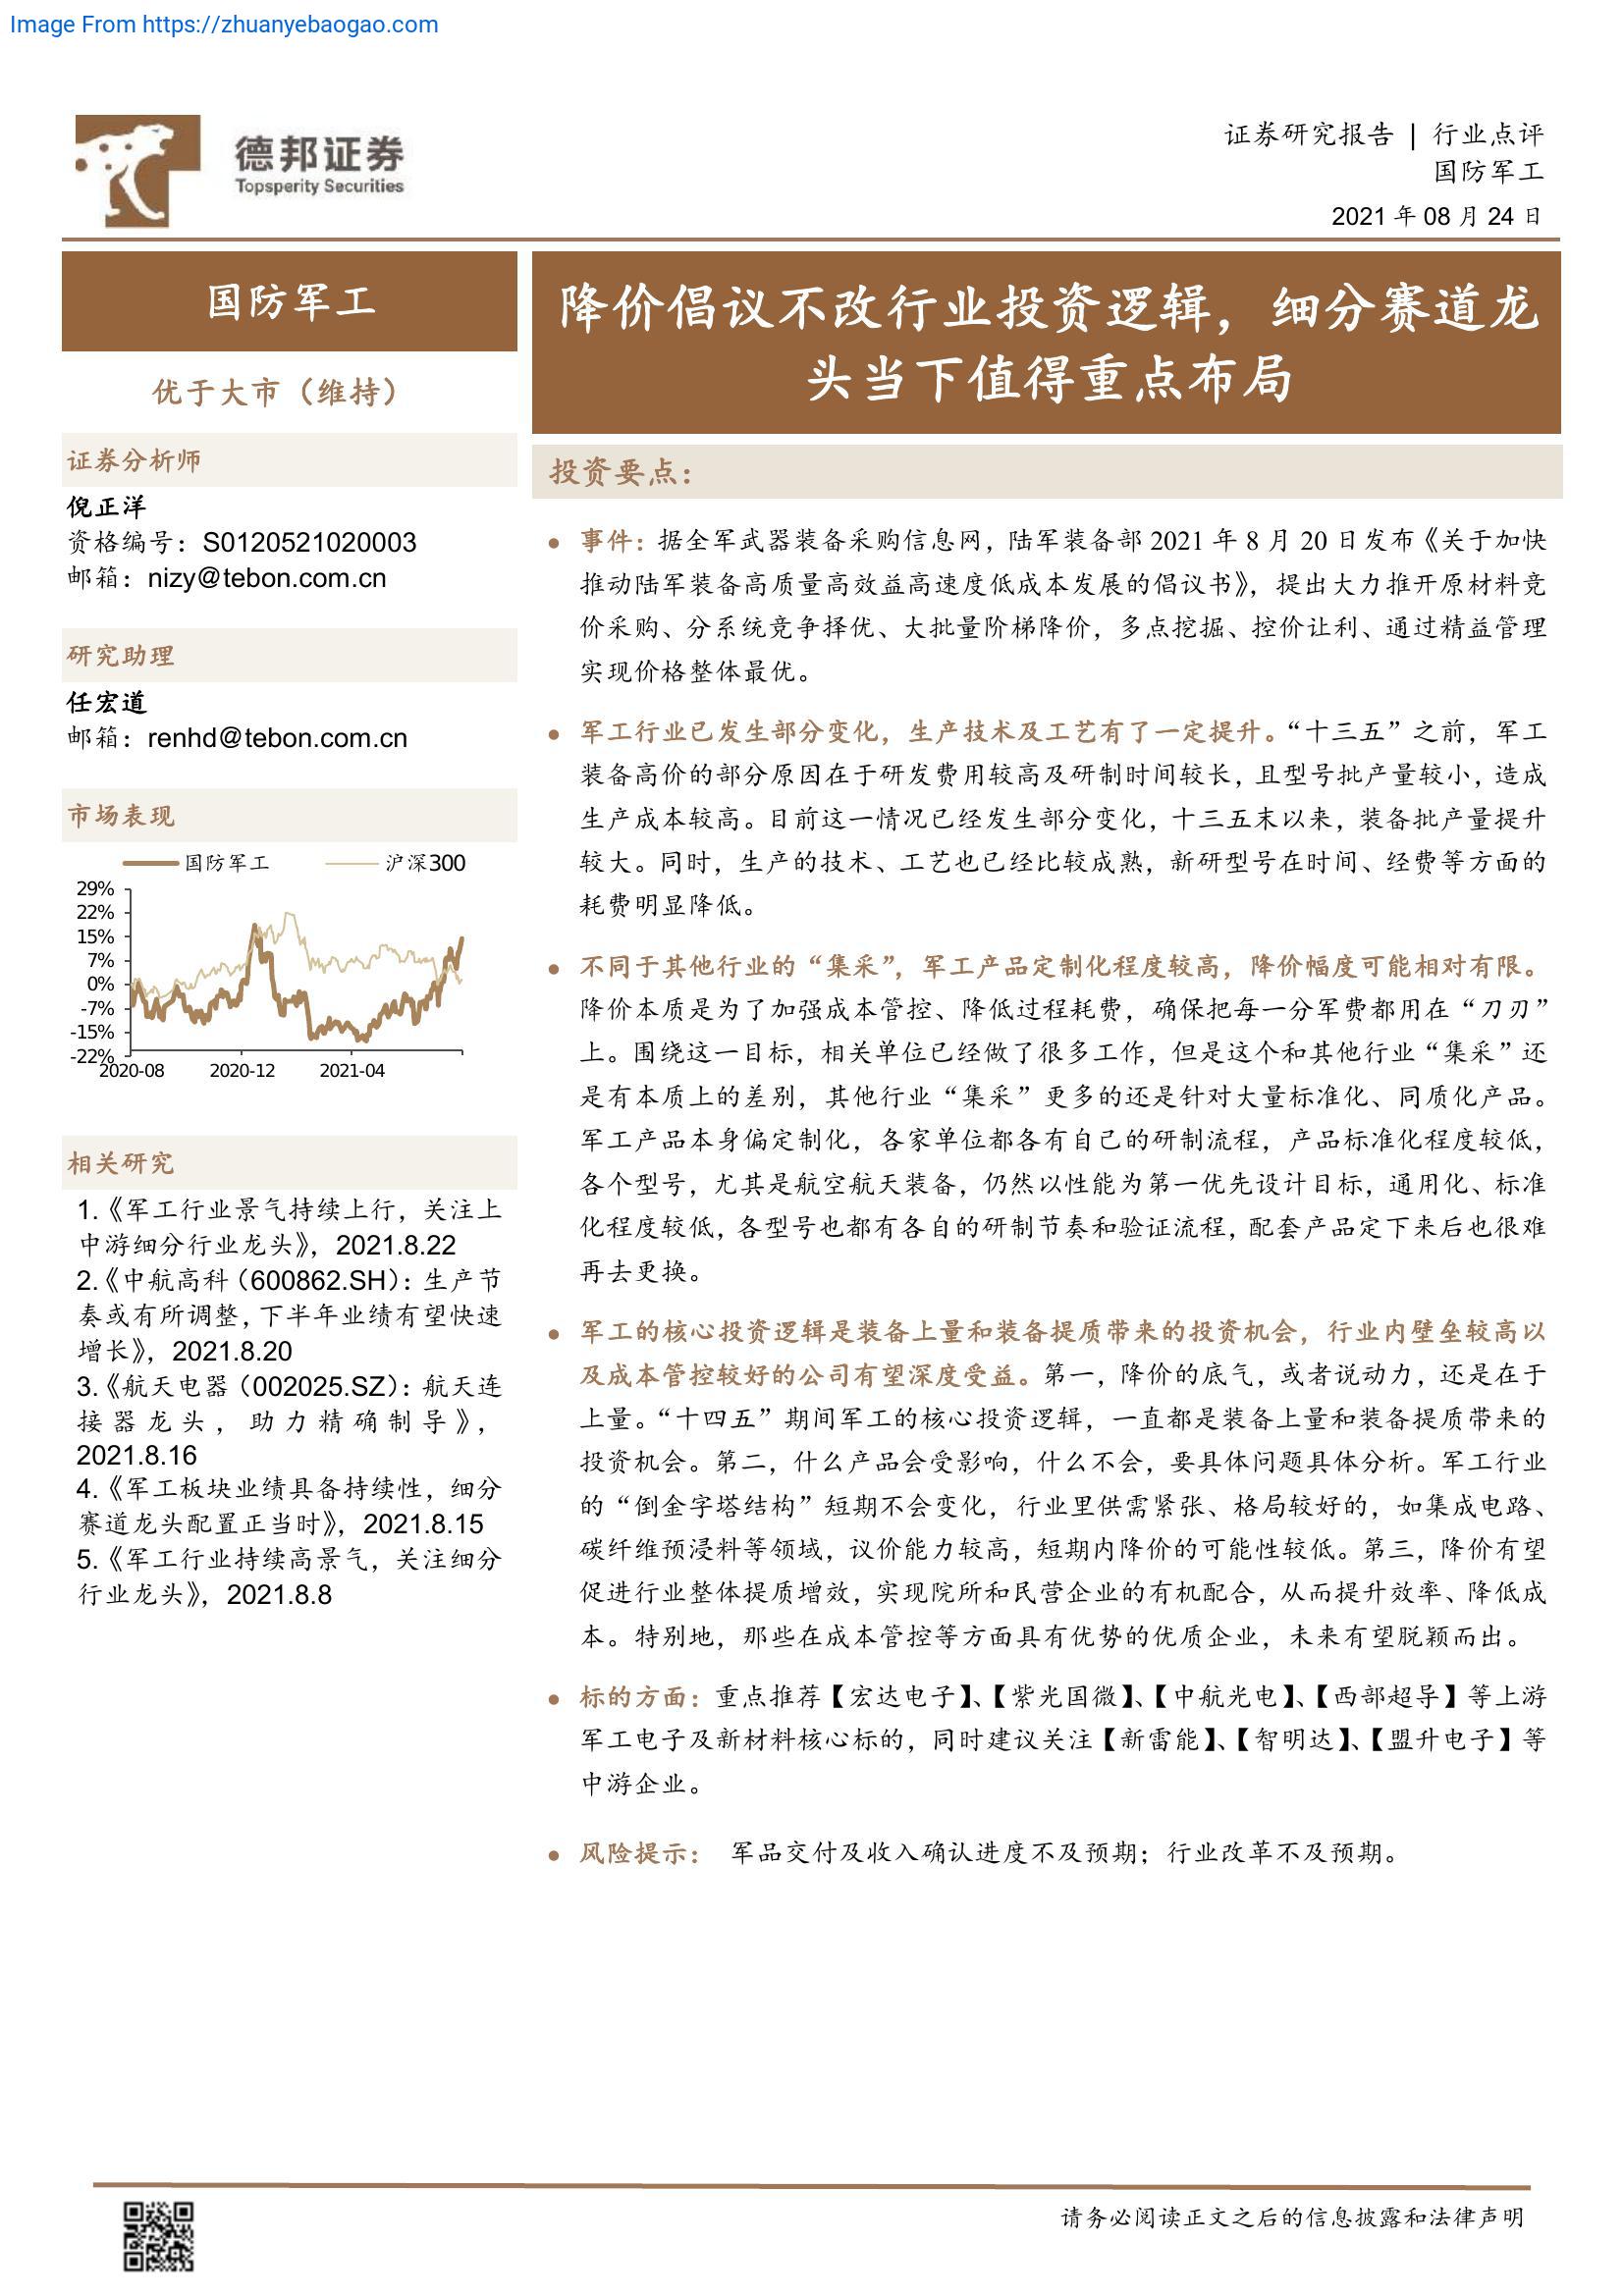 Image From https://zhuanyebaogao.com
德邦证券
Topsperity Securities
证券研究报告 | 行业点评
国防军工
2021 年 08 月 24 日
国防军工
优于大市（维持）
证券分析师
倪正洋
资格编号：S0120521020003
邮箱：nizy@tebon.com.cn
研究助理
任宏道
邮箱：renhd@tebon.com.cn
市场表现
国防军工 沪深300
29%
22%
15%
7%
0%
-7%
-15%
-22%
2020-08 2020-12 2021-04
相关研究
1.《军工行业景气持续上行，关注上
中游细分行业龙头》，2021.8.22
2.《中航高科（600862.SH）：生产节
奏或有所调整，下半年业绩有望快速
增长》，2021.8.20
3.《航天电器（002025.SZ）：航天连
接器龙头，助力精确制导》，
2021.8.16
4.《军工板块业绩具备持续性，细分
赛道龙头配置正当时》，2021.8.15
5.《军工行业持续高景气，关注细分
行业龙头》，2021.8.8
降价倡议不改行业投资逻辑，细分赛道龙
头当下值得重点布局
投资要点：
● 事件：据全军武器装备采购信息网，陆军装备部 2021 年 8 月 20 日发布《关于加快
推动陆军装备高质量高效益高速度低成本发展的倡议书》，提出大力推开原材料竞
价采购、分系统竞争择优、大批量阶梯降价，多点挖掘、控价让利、通过精益管理
实现价格整体最优。
● 军工行业已发生部分变化，生产技术及工艺有了一定提升。“十三五”之前，军工
装备高价的部分原因在于研发费用较高及研制时间较长，且型号批产量较小，造成
生产成本较高。目前这一情况已经发生部分变化，十三五末以来，装备批产量提升
较大。同时，生产的技术、工艺也已经比较成熟，新研型号在时间、经费等方面的
耗费明显降低。
● 不同于其他行业的“集采”，军工产品定制化程度较高，降价幅度可能相对有限。
降价本质是为了加强成本管控、降低过程耗费，确保把每一分军费都用在“刀刃”
上。围绕这一目标，相关单位已经做了很多工作，但是这个和其他行业“集采”还
是有本质上的差别，其他行业“集采”更多的还是针对大量标准化、同质化产品。
军工产品本身偏定制化，各家单位都各有自己的研制流程，产品标准化程度较低，
各个型号，尤其是航空航天装备，仍然以性能为第一优先设计目标，通用化、标准
化程度较低，各型号也都有各自的研制节奏和验证流程，配套产品定下来后也很难
再去更换。
● 军工的核心投资逻辑是装备上量和装备提质带来的投资机会，行业内壁垒较高以
及成本管控较好的公司有望深度受益。第一，降价的底气，或者说动力，还是在于
上量。“十四五”期间军工的核心投资逻辑，一直都是装备上量和装备提质带来的
投资机会。第二，什么产品会受影响，什么不会，要具体问题具体分析。军工行业
的“倒金字塔结构”短期不会变化，行业里供需紧张、格局较好的，如集成电路、
碳纤维预浸料等领域，议价能力较高，短期内降价的可能性较低。第三，降价有望
促进行业整体提质增效，实现院所和民营企业的有机配合，从而提升效率、降低成
本。特别地，那些在成本管控等方面具有优势的优质企业，未来有望脱颖而出。
● 标的方面：重点推荐【宏达电子】、【紫光国微】、【中航光电】、【西部超导】等上游
军工电子及新材料核心标的，同时建议关注【新雷能】、【智明达】、【盟升电子】等
中游企业。
● 风险提示： 军品交付及收入确认进度不及预期；行业改革不及预期。
请务必阅读正文之后的信息披露和法律声明